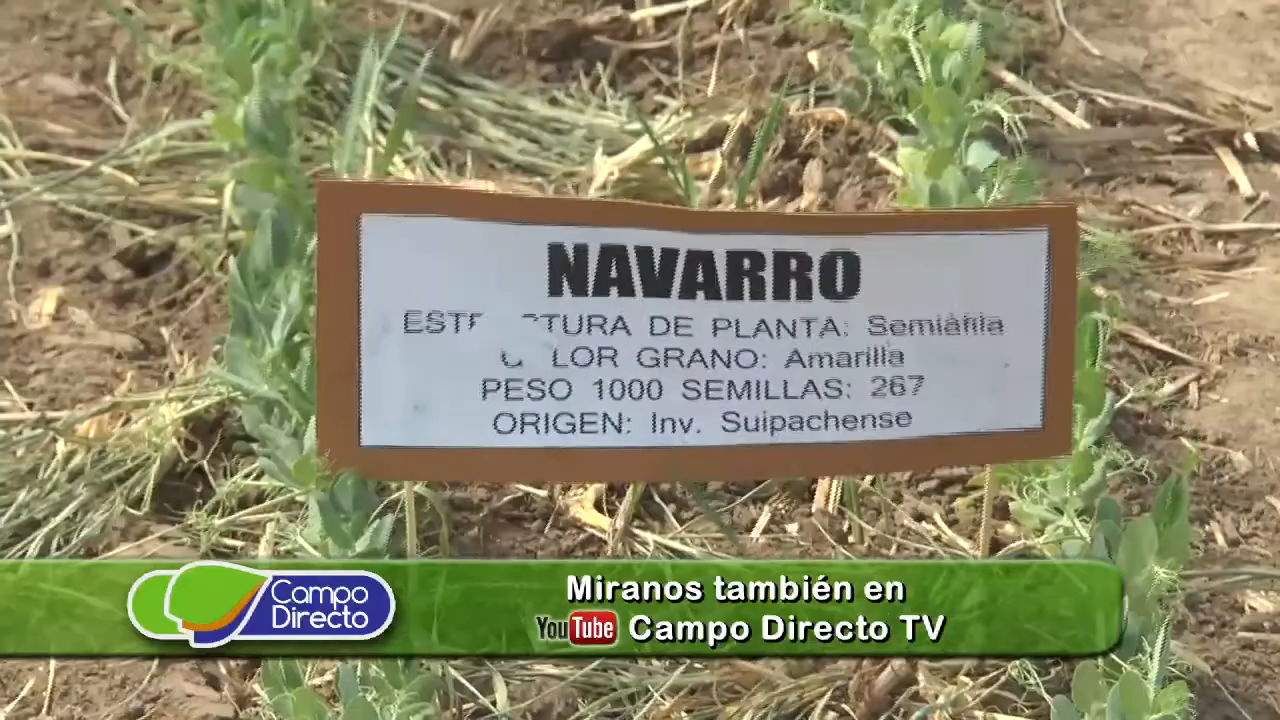 NAVARRO
DE PLANTA: Semiáfila
GRANO: Amarilla
PESO 1000 SEMILLAS: 267
ORIGEN: Inv. Suipachense
Campo
Directo
Miranos también en
YouTube Campo Directo TV